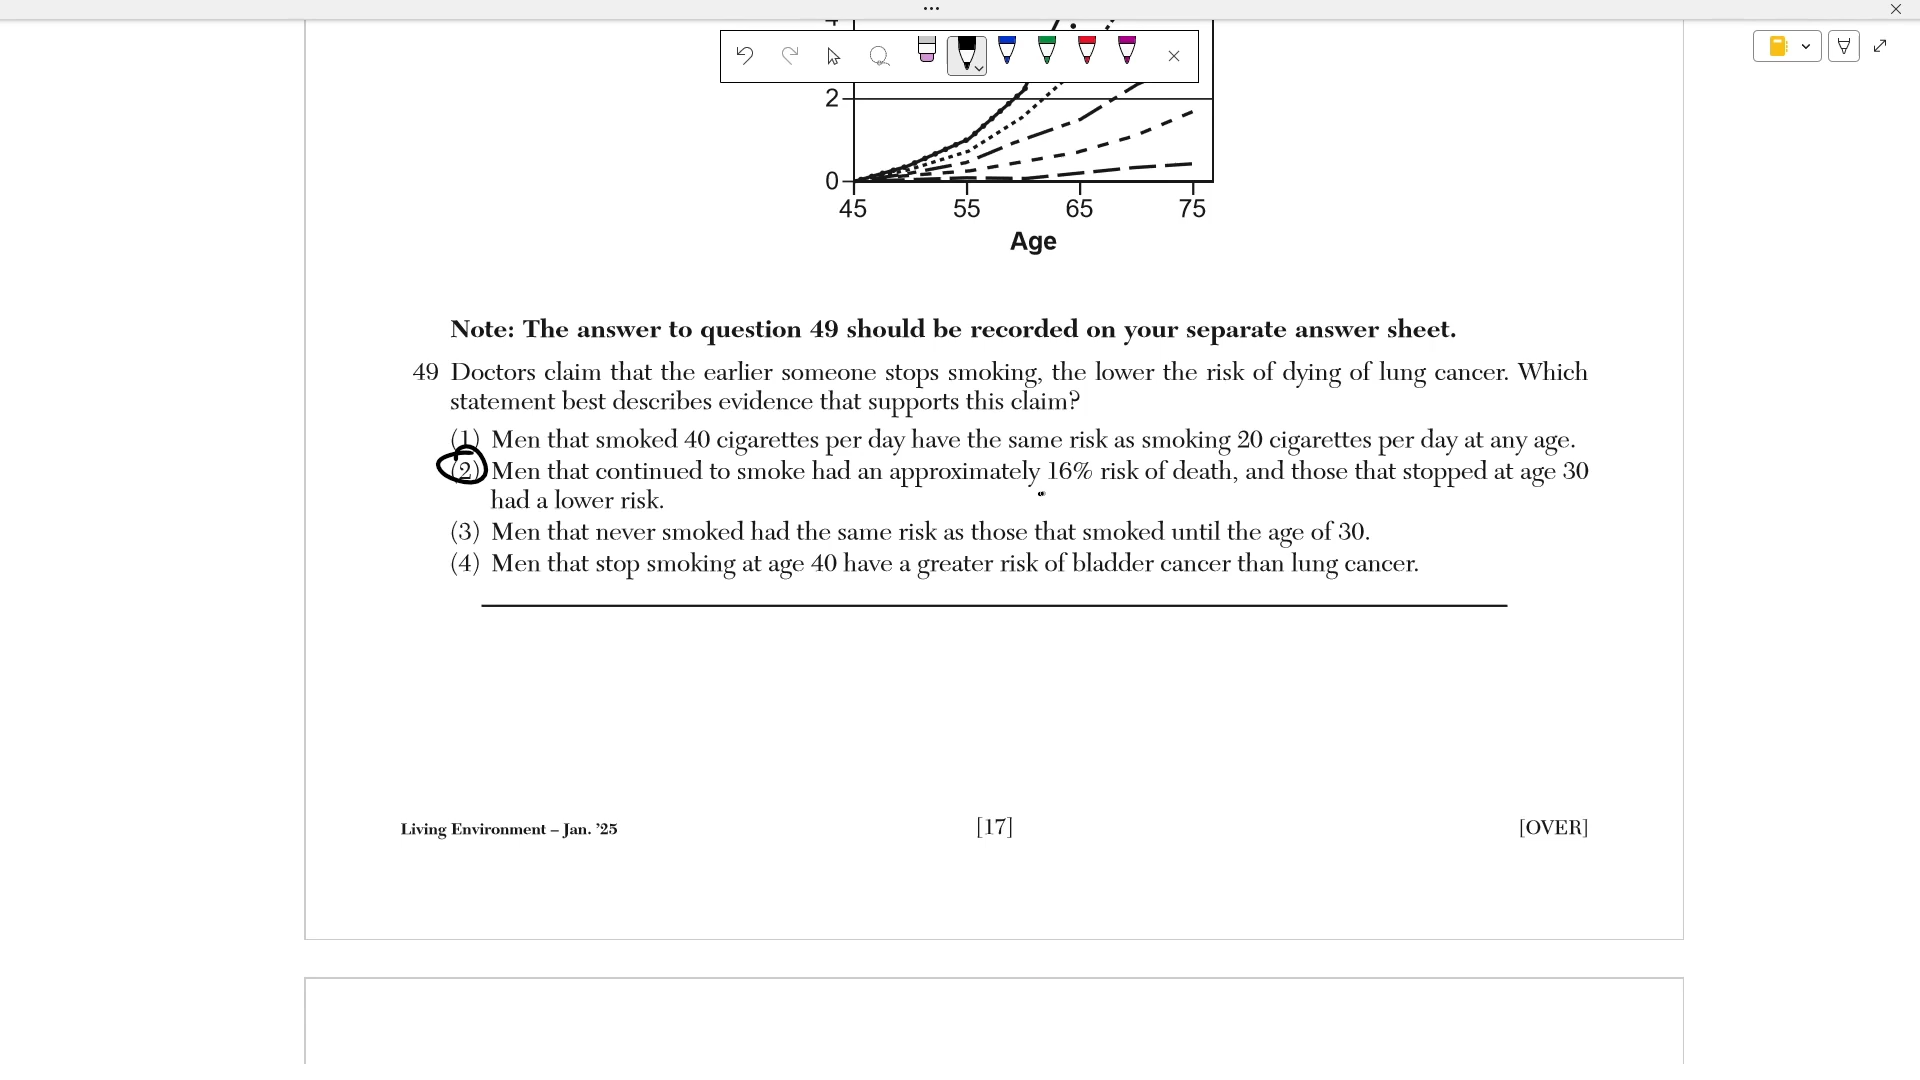 4
2
0
45 55 65 75
Age
Note: The answer to question 49 should be recorded on your separate answer sheet.
49 Doctors claim that the earlier someone stops smoking, the lower the risk of dying of lung cancer. Which
statement best describes evidence that supports this claim?
(1) Men that smoked 40 cigarettes per day have the same risk as smoking 20 cigarettes per day at any age.
(2) Men that continued to smoke had an approximately 16% risk of death, and those that stopped at age 30
had a lower risk.
(3) Men that never smoked had the same risk as those that smoked until the age of 30.
(4) Men that stop smoking at age 40 have a greater risk of bladder cancer than lung cancer.
Living Environment – Jan. ’25 [17] [OVER]